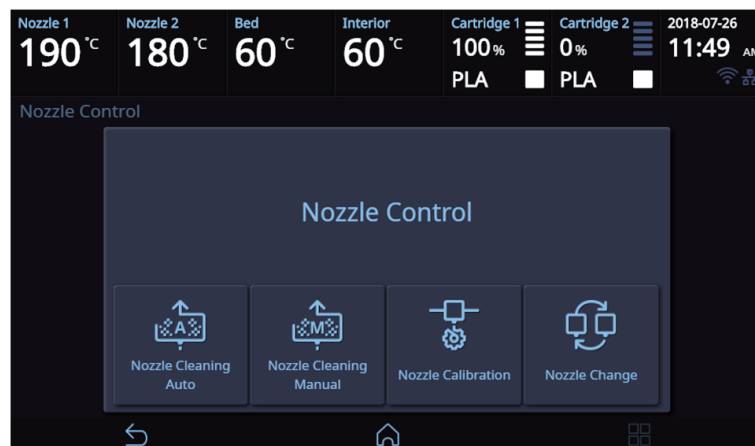 Nozzle 1 Nozzle 2 Bed Interior Cartridge 1 Cartridge 2 2018-07-26
190 °C 180 °C 60 °C 60 °C 100 % 0 % 11:49 AM
PLA PLA
Nozzle Control
Nozzle Control
A M
Nozzle Cleaning Nozzle Cleaning Nozzle Calibration Nozzle Change
Auto Manual